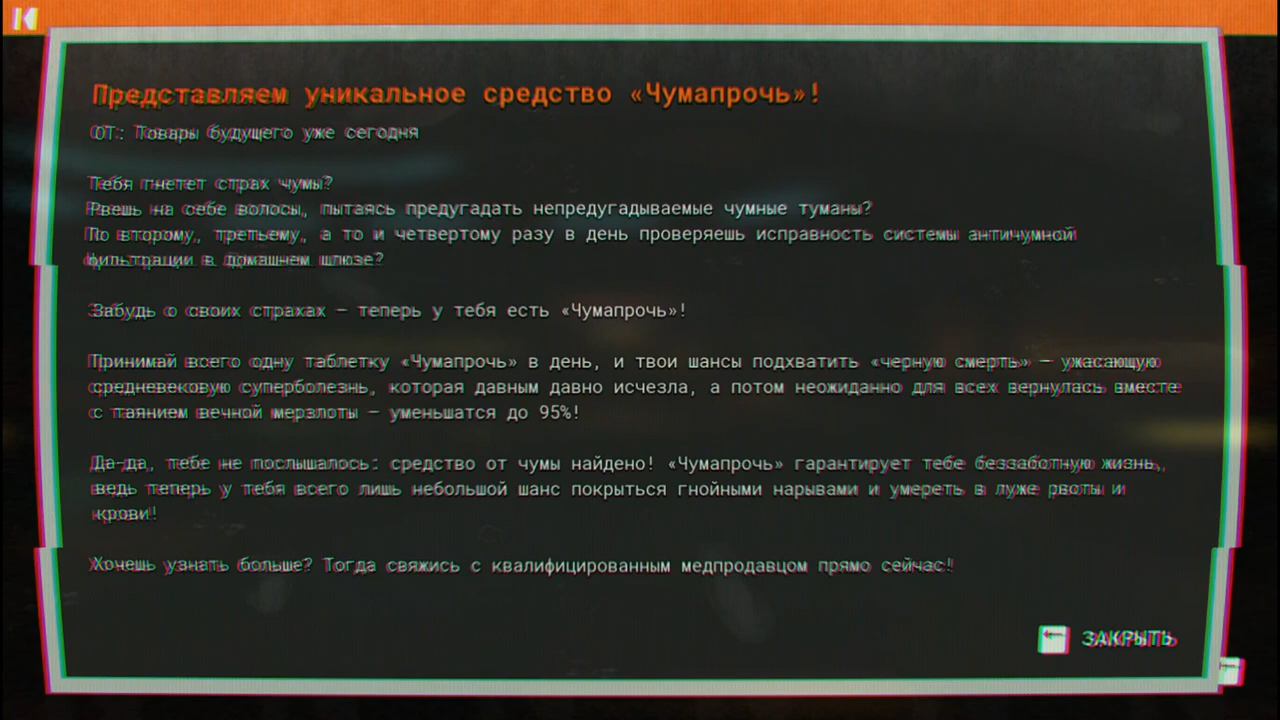 Представляем уникальное средство «Чумапрочь»!
ОТ: Товары будущего уже сегодня
Тебя гнетет страх чумы?
Рвешь на себе волосы, пытаясь предугадать непредугадываемые чумные туманы?
По второму, третьему, а то и четвертому разу в день проверяешь исправность системы античумной
фильтрации в домашнем шлюзе?
Забудь о своих страхах – теперь у тебя есть «Чумапрочь»!
Принимай всего одну таблетку «Чумапрочь» в день, и твои шансы подхватить «черную смерть» – ужасающую
средневековую суперболезнь, которая давным давно исчезла, а потом неожиданно для всех вернулась вместе
с таянием вечной мерзлоты – уменьшатся до 95%!
Да-да, тебе не послышалось: средство от чумы найдено! «Чумапрочь» гарантирует тебе беззаботную жизнь,
ведь теперь у тебя всего лишь небольшой шанс покрыться гнойными нарывами и умереть в луже рвоты и
крови!
Хочешь узнать больше? Тогда свяжись с квалифицированным медпродавцом прямо сейчас!
ЗАКРЫТЬ